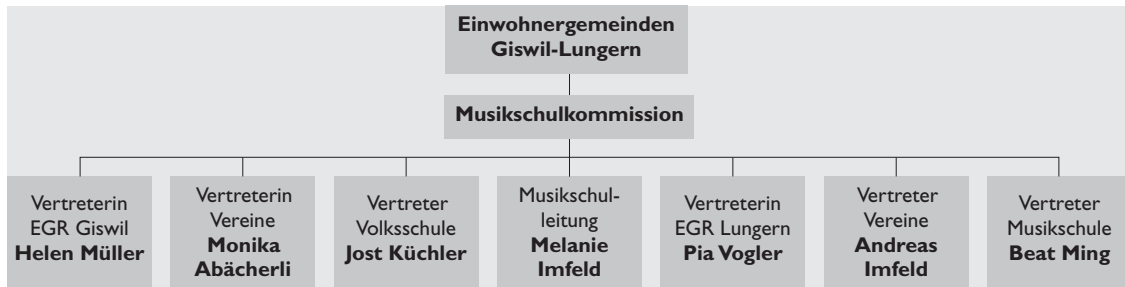 Einwohnergemeinden
Giswil-Lungern
Musikschulkommission
Vertreterin
EGR Giswil
Helen Müller
Vertreterin
Vereine
Monika
Abächerli
Vertreter
Volksschule
Jost Küchler
Musikschul-
leitung
Melanie
Imfeld
Vertreterin
EGR Lungern
Pia Vogler
Vertreter
Vereine
Andreas
Imfeld
Vertreter
Musikschule
Beat Ming